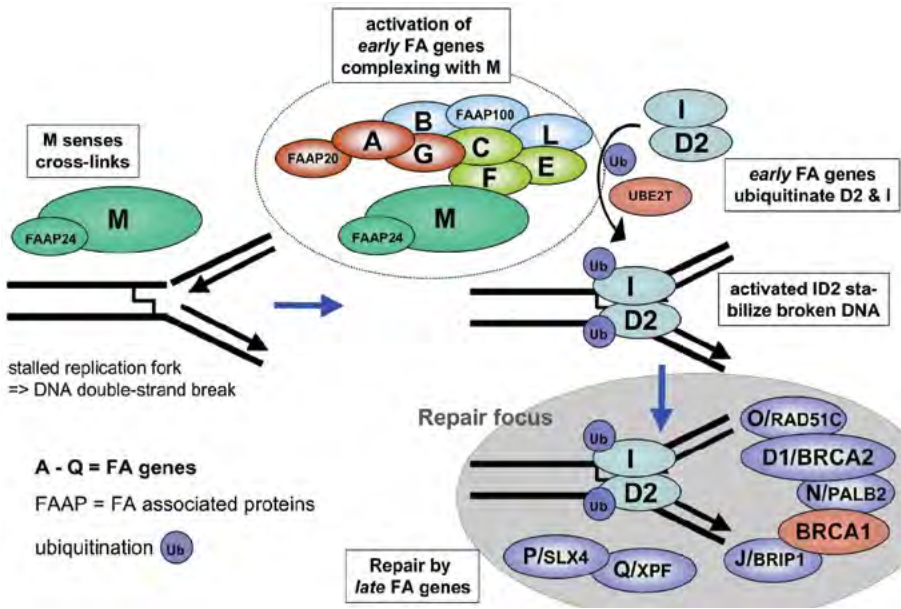 activation of
early FA genes
complexing with M
M senses
cross-links
FAAP24
M
FAAP20
A
B
G
FAAP100
C
L
F
E
M
FAAP24
I
D2
Ub
UBE2T
early FA genes
ubiquitinate D2 & I
Ub
I
D2
Ub
activated ID2 sta-
bilize broken DNA
stalled replication fork
=> DNA double-strand break
A - Q = FA genes
FAAP = FA associated proteins
ubiquitination Ub
Repair focus
Ub
I
D2
Ub
O/RAD51C
D1/BRCA2
N/PALB2
BRCA1
J/BRIP1
P/SLX4
Q/XPF
Repair by
late FA genes